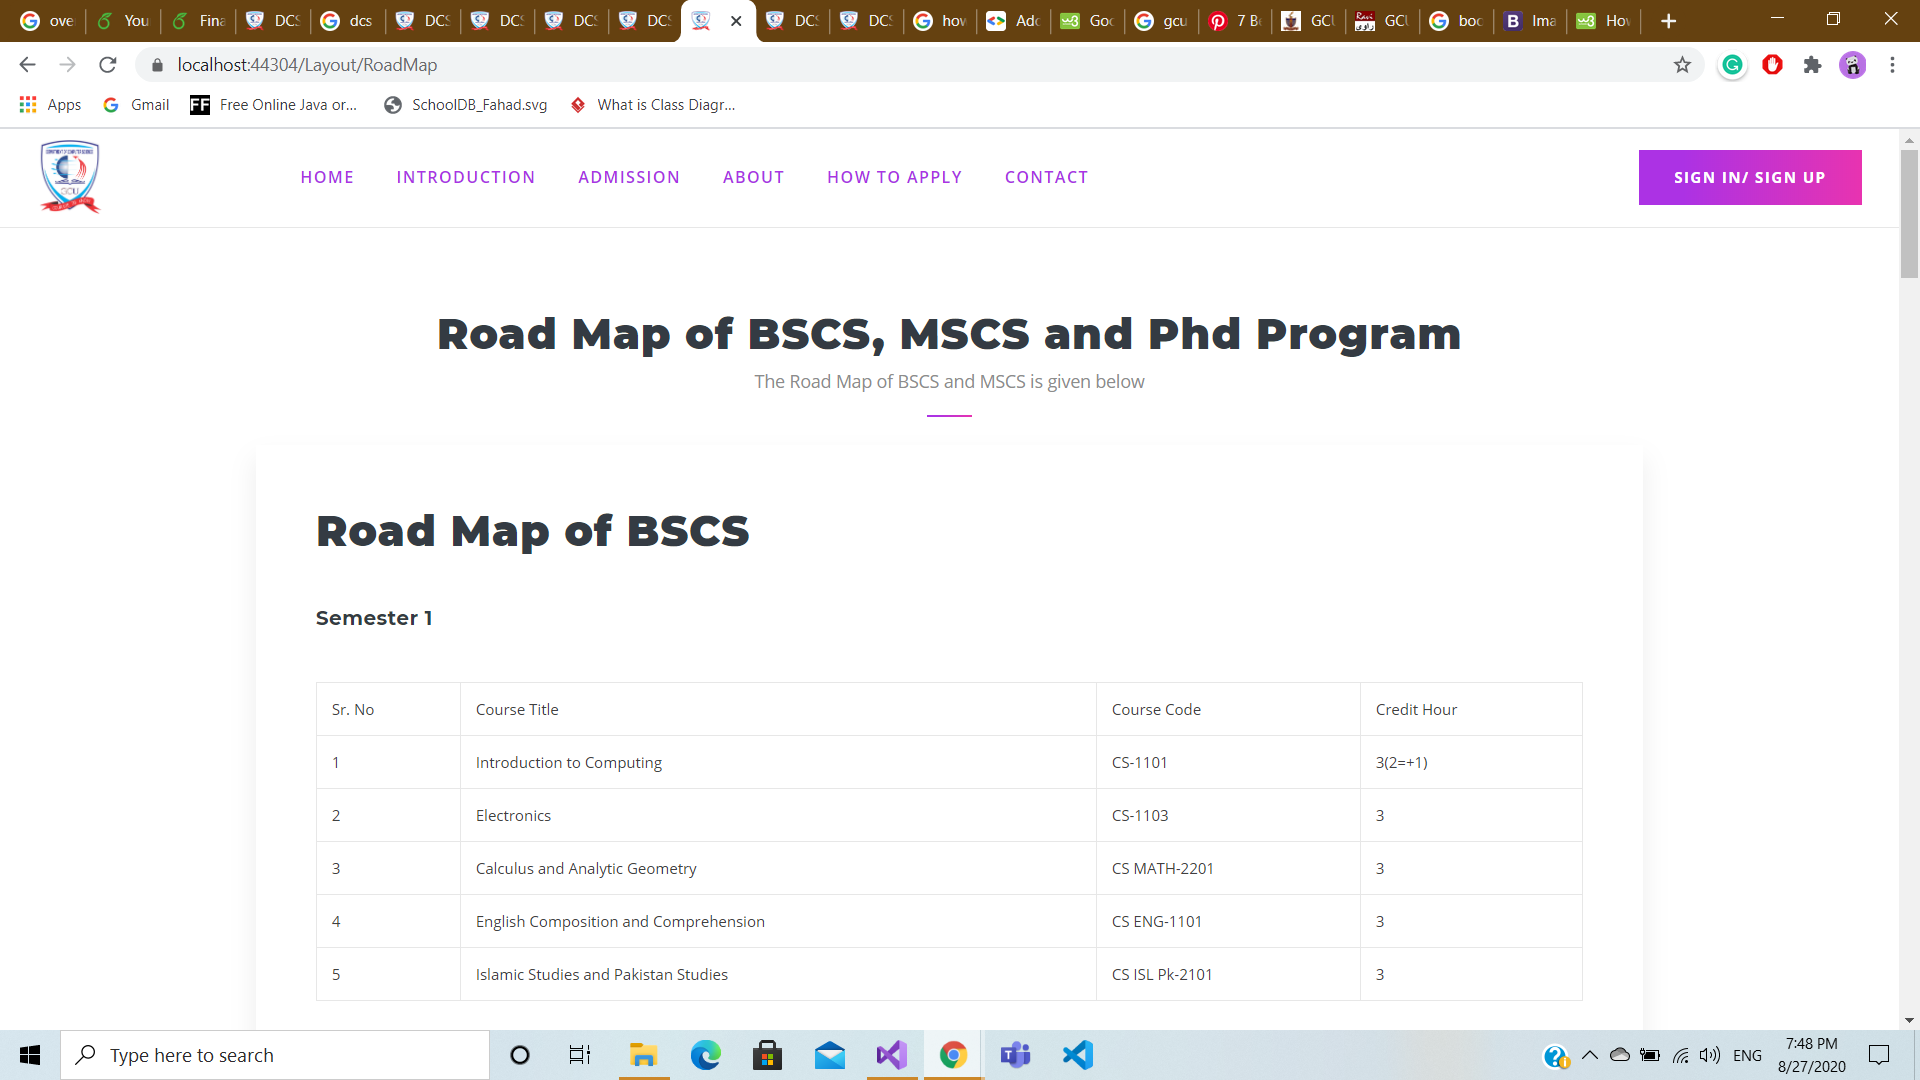 ove
You
Fina
DCS
dcs
DCS
DCS
DCS
DCS
DCS
DCS
how
Add
Goo
gcu
7 Be
GCU
GCU
boo
Ima
How
localhost:44304/Layout/RoadMap
Apps
Gmail
Free Online Java or...
SchoolDB_Fahad.svg
What is Class Diagr...
GCU
HOME
INTRODUCTION
ADMISSION
ABOUT
HOW TO APPLY
CONTACT
SIGN IN/ SIGN UP
Road Map of BSCS, MSCS and Phd Program
The Road Map of BSCS and MSCS is given below
Road Map of BSCS
Semester 1
Sr. No Course Title Course Code Credit Hour
1 Introduction to Computing CS-1101 3(2=+1)
2 Electronics CS-1103 3
3 Calculus and Analytic Geometry CS MATH-2201 3
4 English Composition and Comprehension CS ENG-1101 3
5 Islamic Studies and Pakistan Studies CS ISL Pk-2101 3
Type here to search
ENG
7:48 PM
8/27/2020